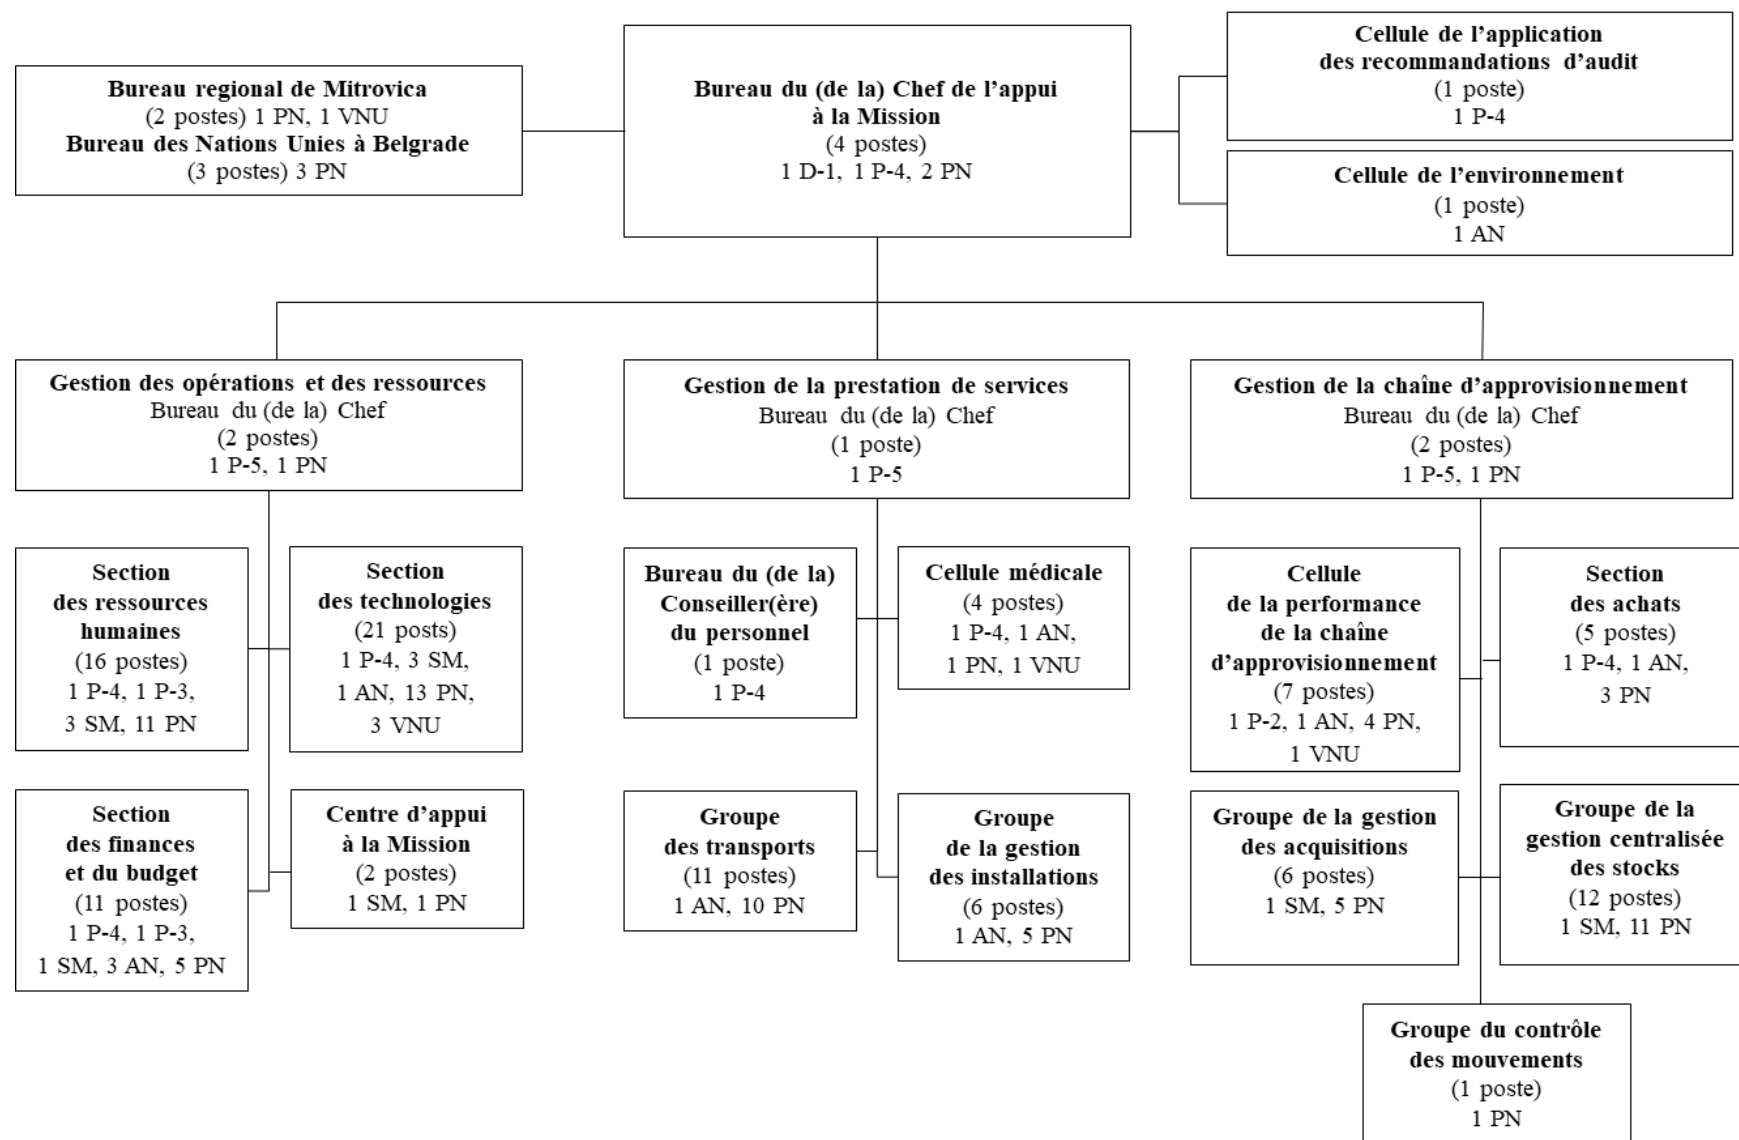 Bureau regional de Mitrovica
(2 postes) 1 PN, 1 VNU
Bureau des Nations Unies à Belgrade
(3 postes) 3 PN
Bureau du (de la) Chef de l'appui
à la Mission
(4 postes)
1 D-1, 1 P-4, 2 PN
Cellule de l'application
des recommandations d'audit
(1 poste)
1 P-4
Cellule de l'environnement
(1 poste)
1 AN
Gestion des opérations et des ressources
Bureau du (de la) Chef
(2 postes)
1 P-5, 1 PN
Gestion de la prestation de services
Bureau du (de la) Chef
(1 poste)
1 P-5
Gestion de la chaîne d'approvisionnement
Bureau du (de la) Chef
(2 postes)
1 P-5, 1 PN
Section
des ressources
humaines
(16 postes)
1 P-4, 1 P-3,
3 SM, 11 PN
Section
des technologies
(21 posts)
1 P-4, 3 SM,
1 AN, 13 PN,
3 VNU
Bureau du (de la)
Conseiller(ère)
du personnel
(1 poste)
1 P-4
Cellule médicale
(4 postes)
1 P-4, 1 AN,
1 PN, 1 VNU
Cellule
de la performance
de la chaîne
d'approvisionnement
(7 postes)
1 P-2, 1 AN, 4 PN,
1 VNU
Section
des achats
(5 postes)
1 P-4, 1 AN,
3 PN
Section
des finances
et du budget
(11 postes)
1 P-4, 1 P-3,
1 SM, 3 AN, 5 PN
Centre d'appui
à la Mission
(2 postes)
1 SM, 1 PN
Groupe
des transports
(11 postes)
1 AN, 10 PN
Groupe
de la gestion
des installations
(6 postes)
1 AN, 5 PN
Groupe de la gestion
des acquisitions
(6 postes)
1 SM, 5 PN
Groupe de la
gestion centralisée
des stocks
(12 postes)
1 SM, 11 PN
Groupe du contrôle
des mouvements
(1 poste)
1 PN